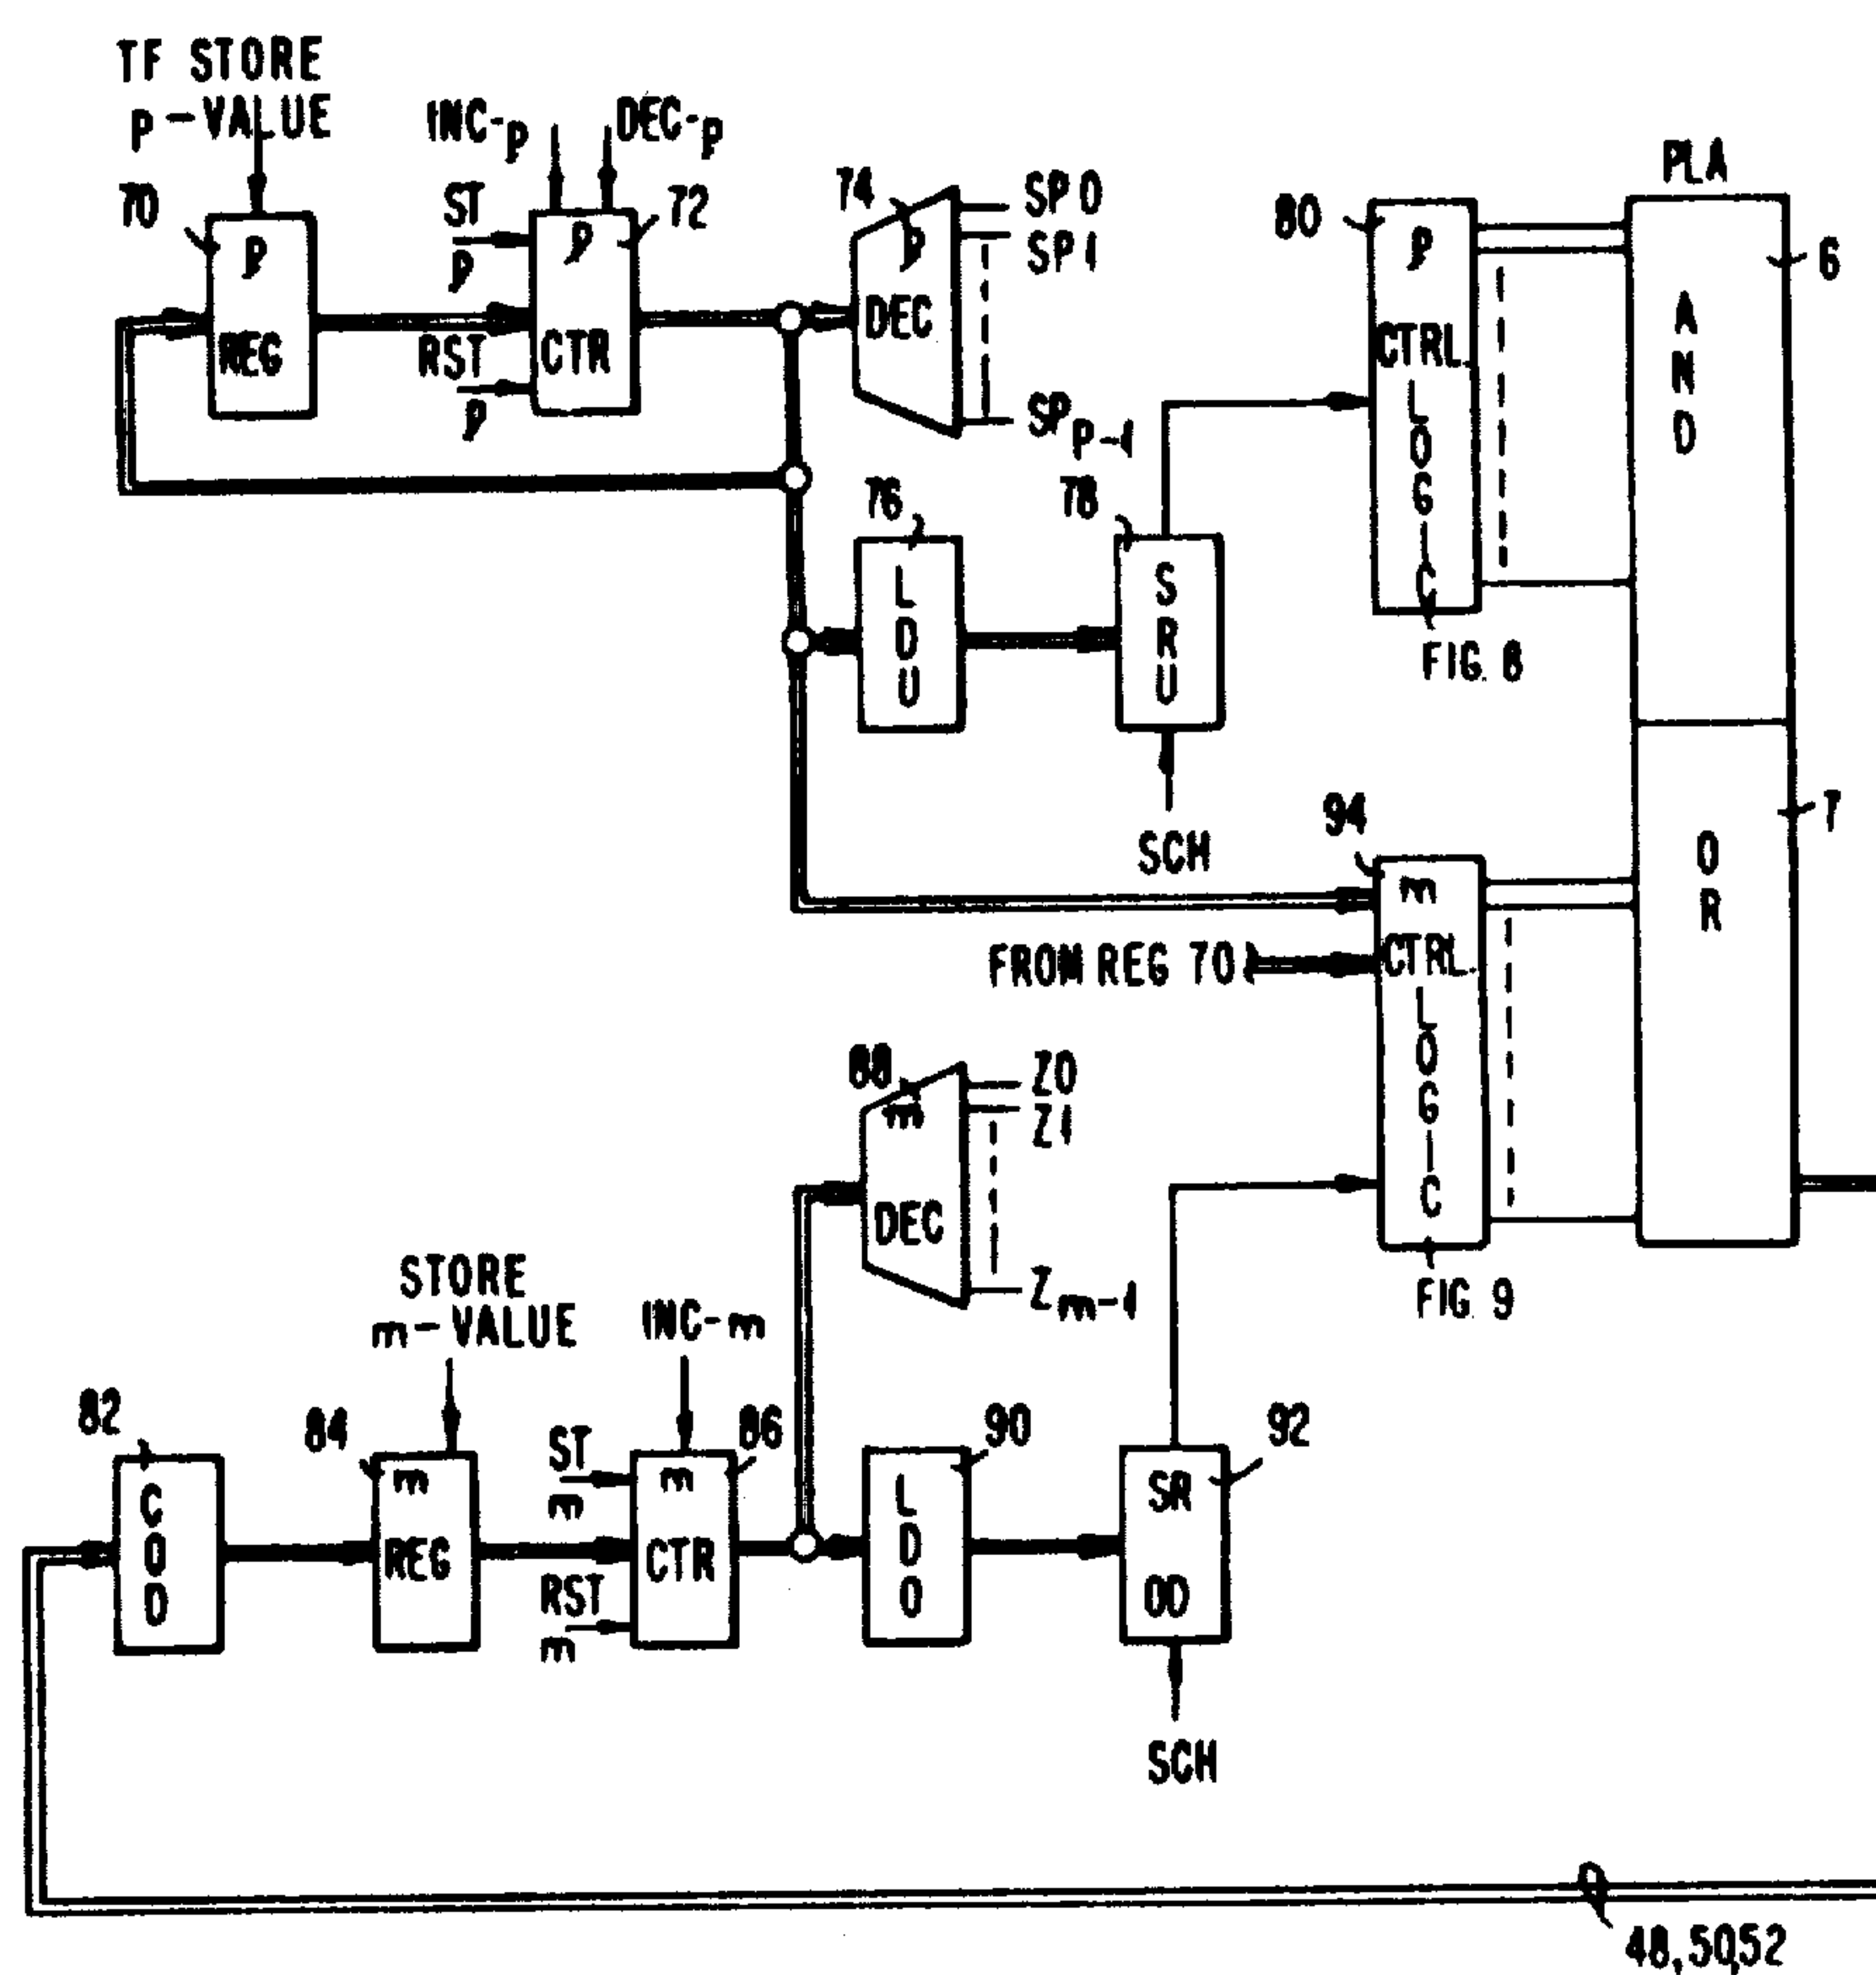 TF STORE
p-VALUE
70
p
REG
INC-p
DEC-p
ST
p
RST
p
72
p
CTR
74
p
DEC
SP0
SP1
SPp-1
76
LDU
78
SRU
SCH
80
p
CTRL.
LOGIC
FIG. 8
PLA
6
AND
7
OR
94
m
CTRL.
LOGIC
FIG. 9
FROM REG 70
88
m
DEC
Z0
Z1
Zm-1
82
COD
STORE
m-VALUE
84
m
REG
INC-m
ST
m
RST
m
86
m
CTR
90
LDO
92
SR
OD
SCH
48,50,52